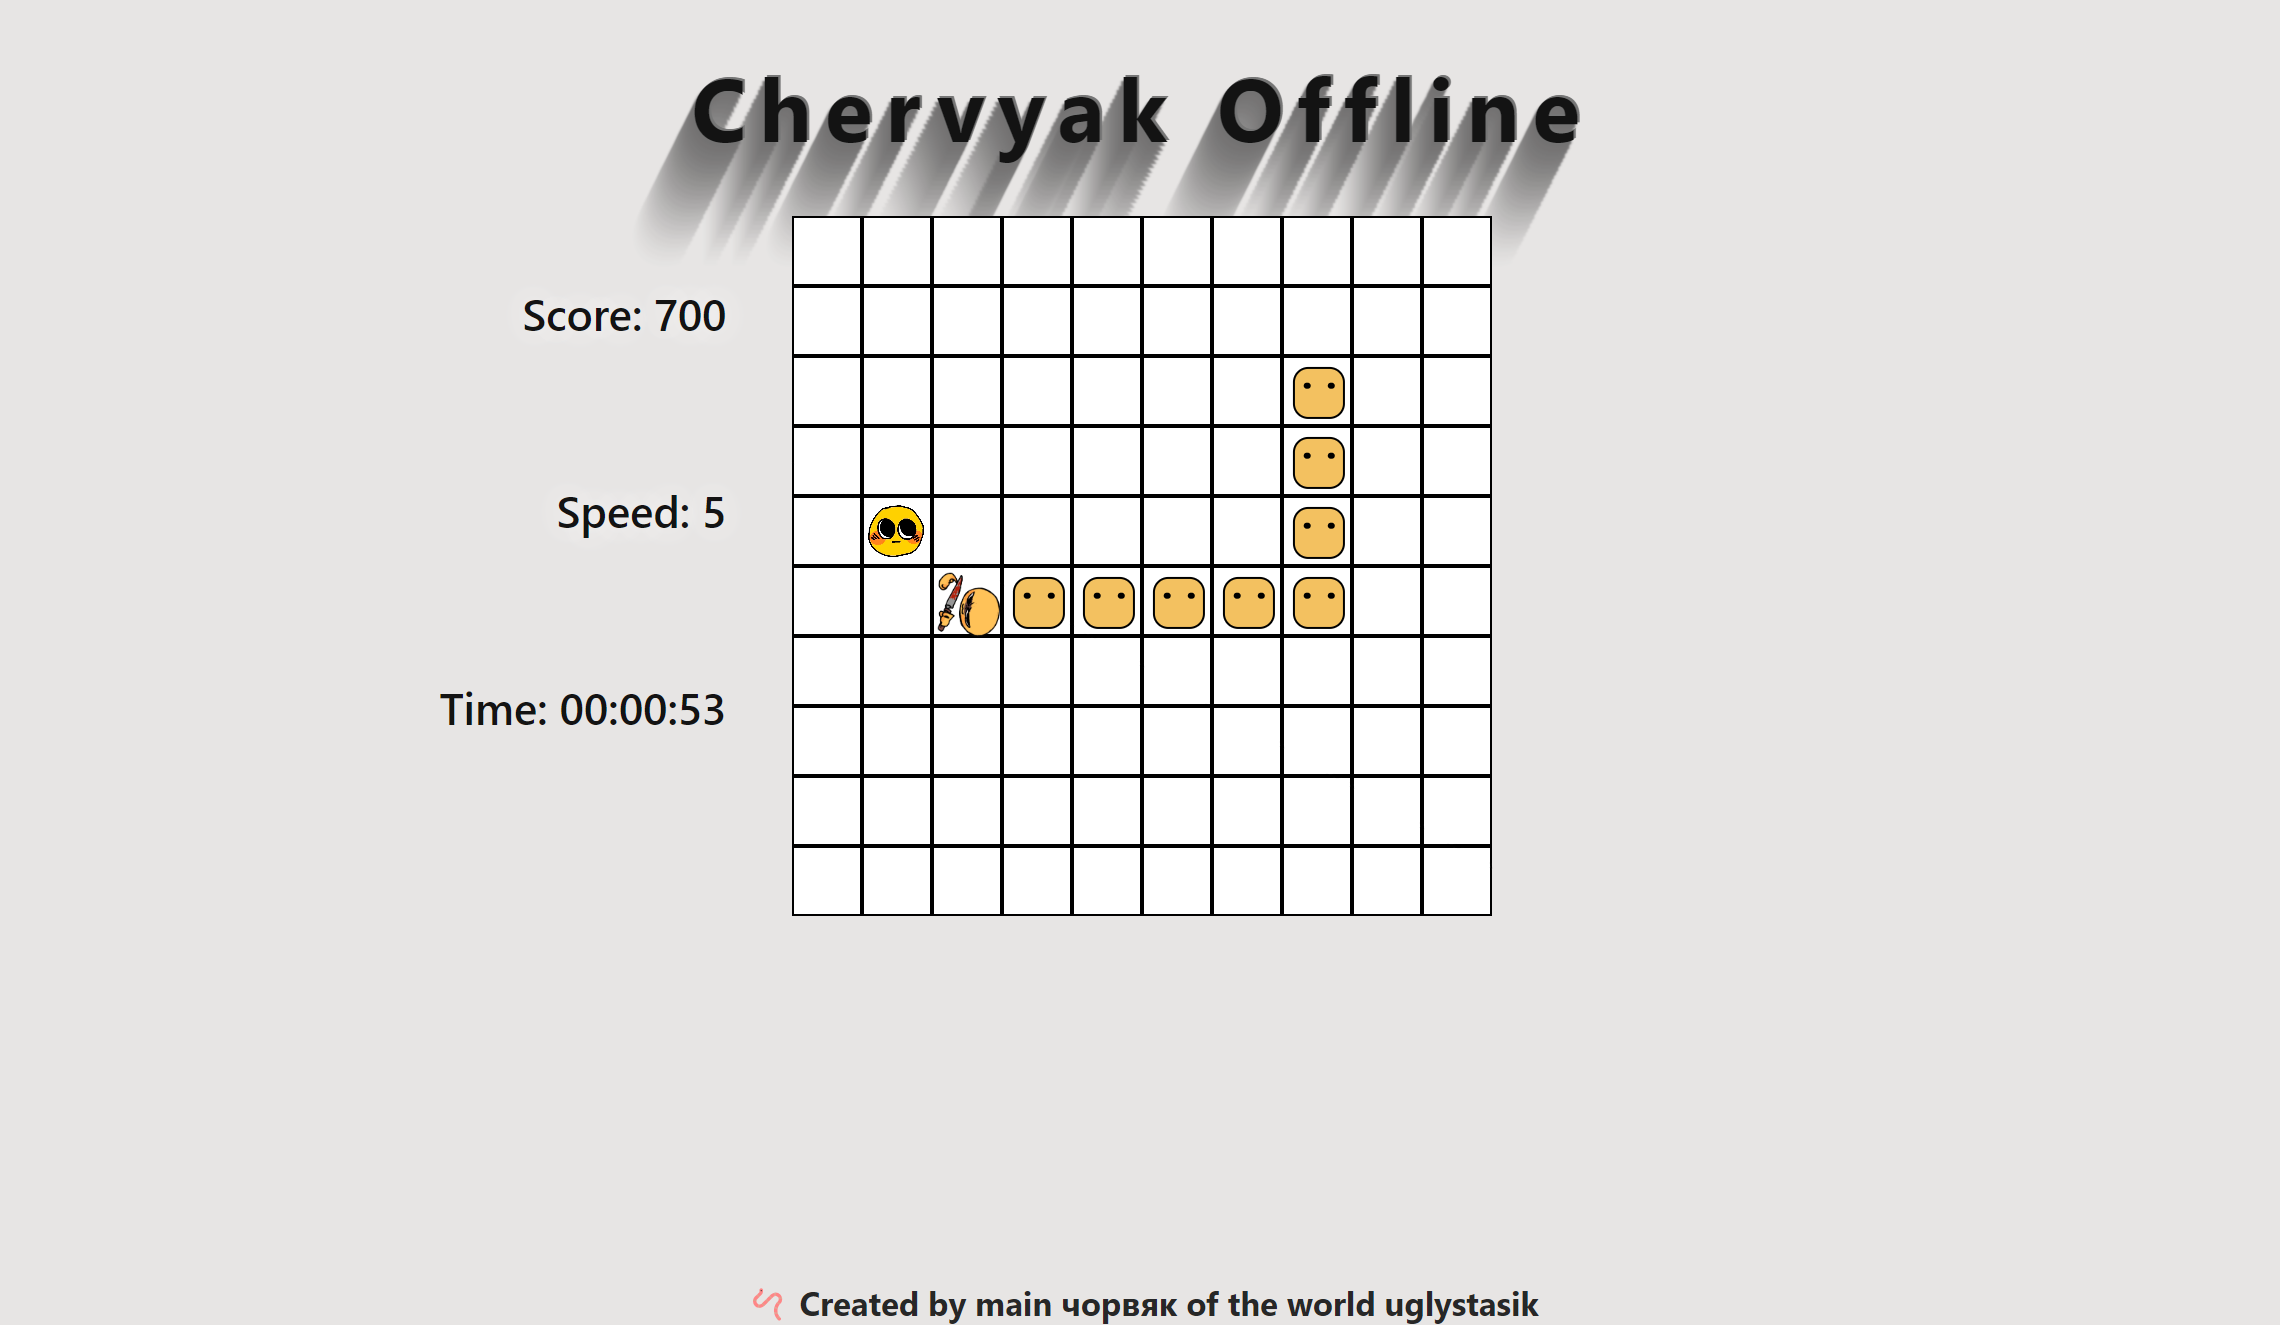 Chervyak Offline
Score: 700
Speed: 5
Time: 00:00:53
Created by main чорвяк of the world uglystasik